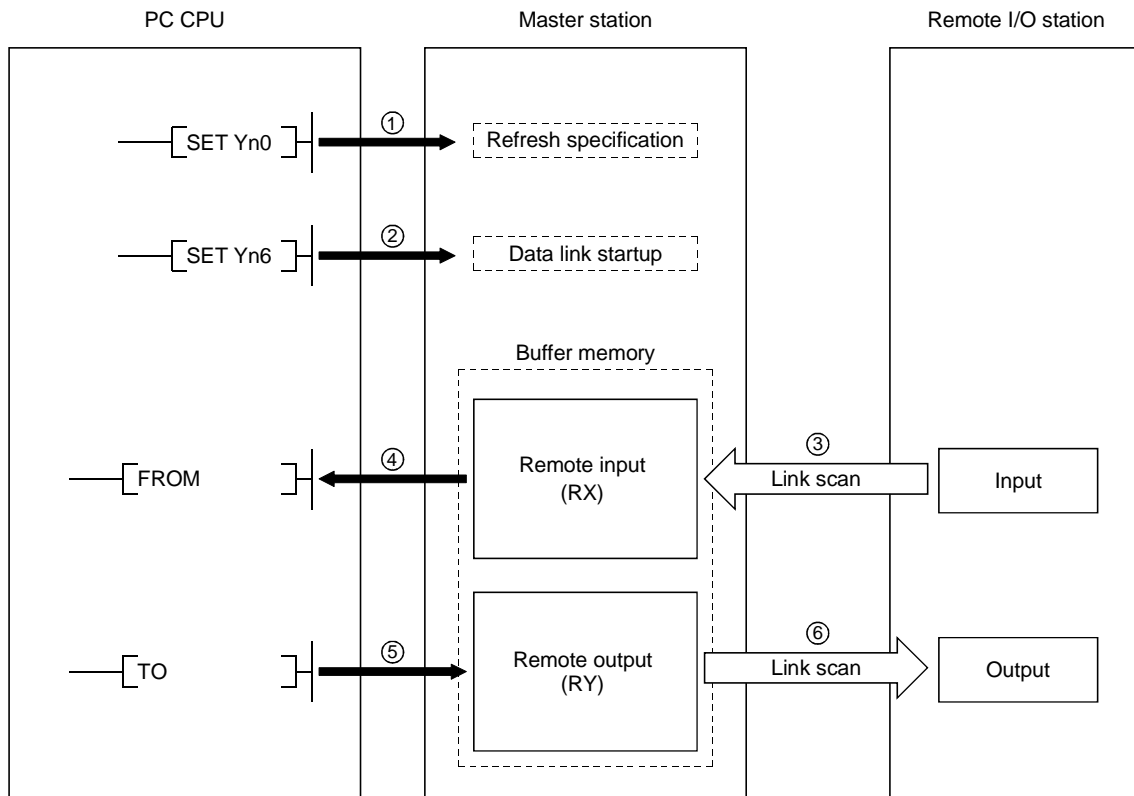 PC CPU
Master station
Remote I/O station
① 
SET Yn0
Refresh specification
②
SET Yn6
Data link startup
Buffer memory
③
④
FROM
Remote input
(RX)
Link scan
Input
⑥
⑤
TO
Remote output
(RY)
Link scan
Output